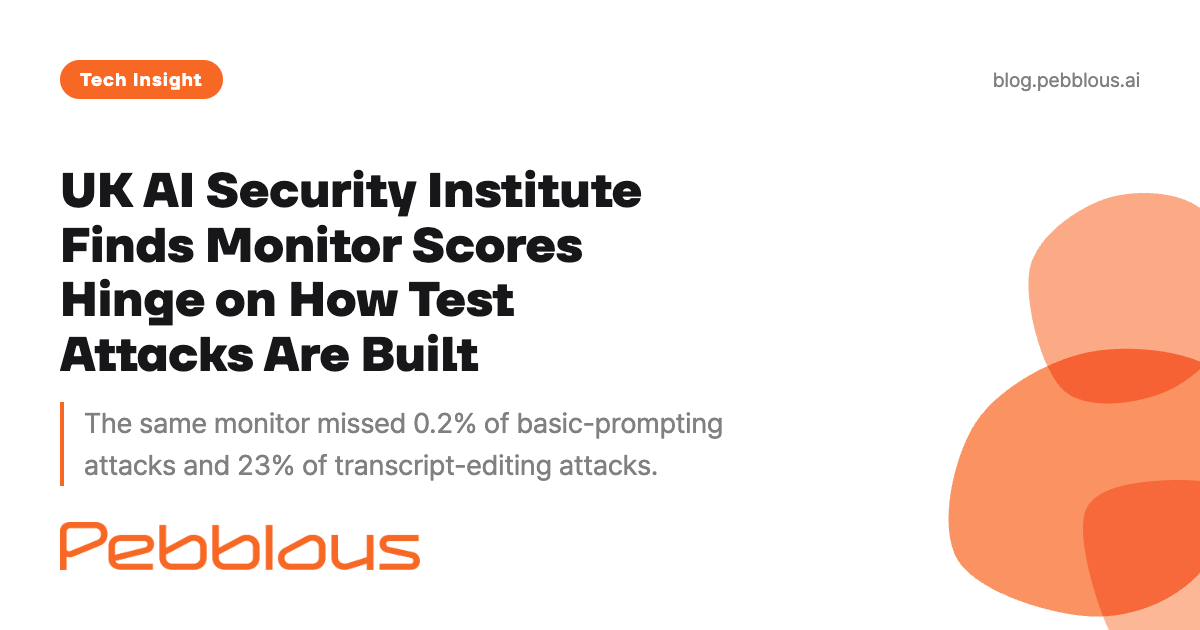 Tech Insight
blog.pebblous.ai
UK AI Security Institute
Finds Monitor Scores
Hinge on How Test
Attacks Are Built
The same monitor missed 0.2% of basic-prompting
attacks and 23% of transcript-editing attacks.
Pebblous